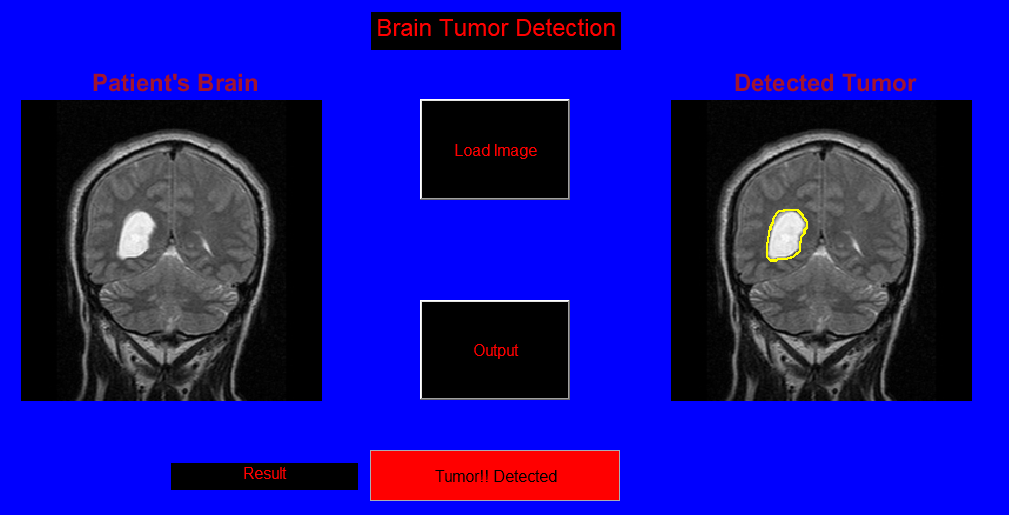 Brain Tumor Detection
Patient's Brain
Detected Tumor
Load Image
Output
Result
Tumor!! Detected